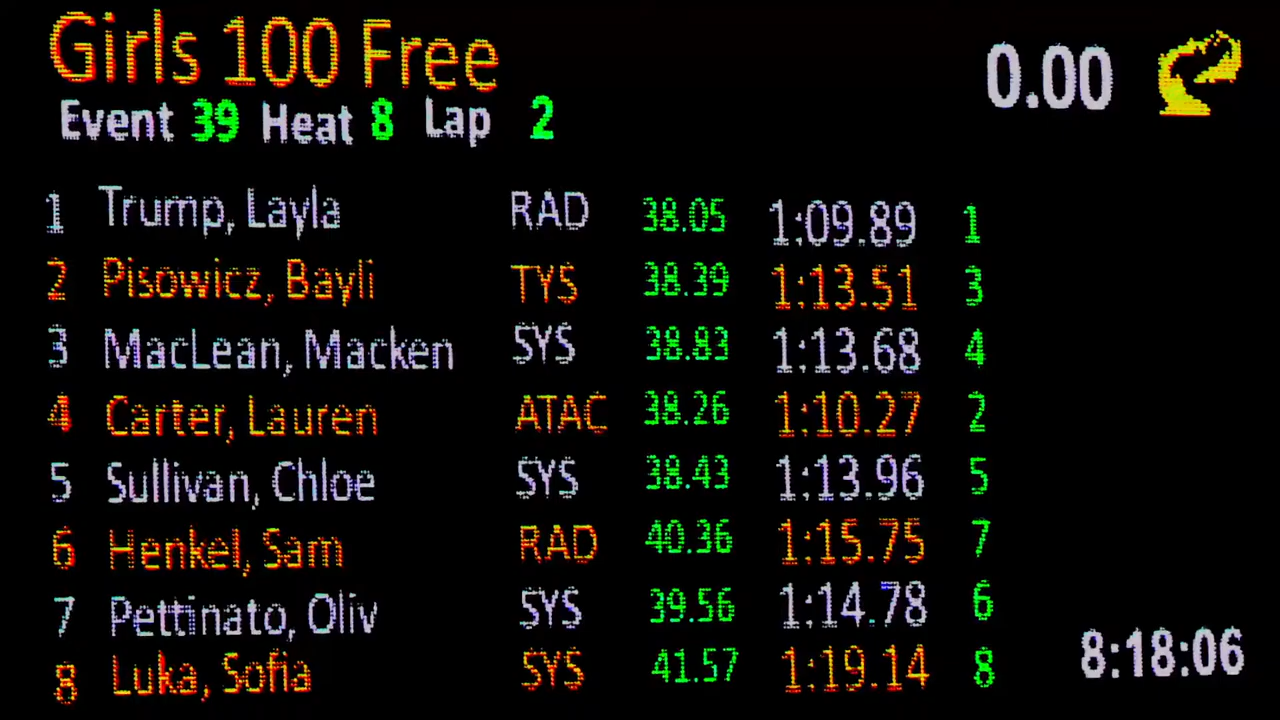 Girls 100 Free
0.00
Event 39 Heat 8 Lap 2
1 Trump, Layla RAD 38.05 1:09.89 1
2 Pisowicz, Bayli TYS 38.39 1:13.51 3
3 MacLean, Macken SYS 38.83 1:13.68 4
4 Carter, Lauren ATAC 38.26 1:10.27 2
5 Sullivan, Chloe SYS 38.43 1:13.96 5
6 Henkel, Sam RAD 40.36 1:15.75 7
7 Pettinato, Oliv SYS 39.56 1:14.78 6
8 Luka, Sofia SYS 41.57 1:19.14 8
8:18:06